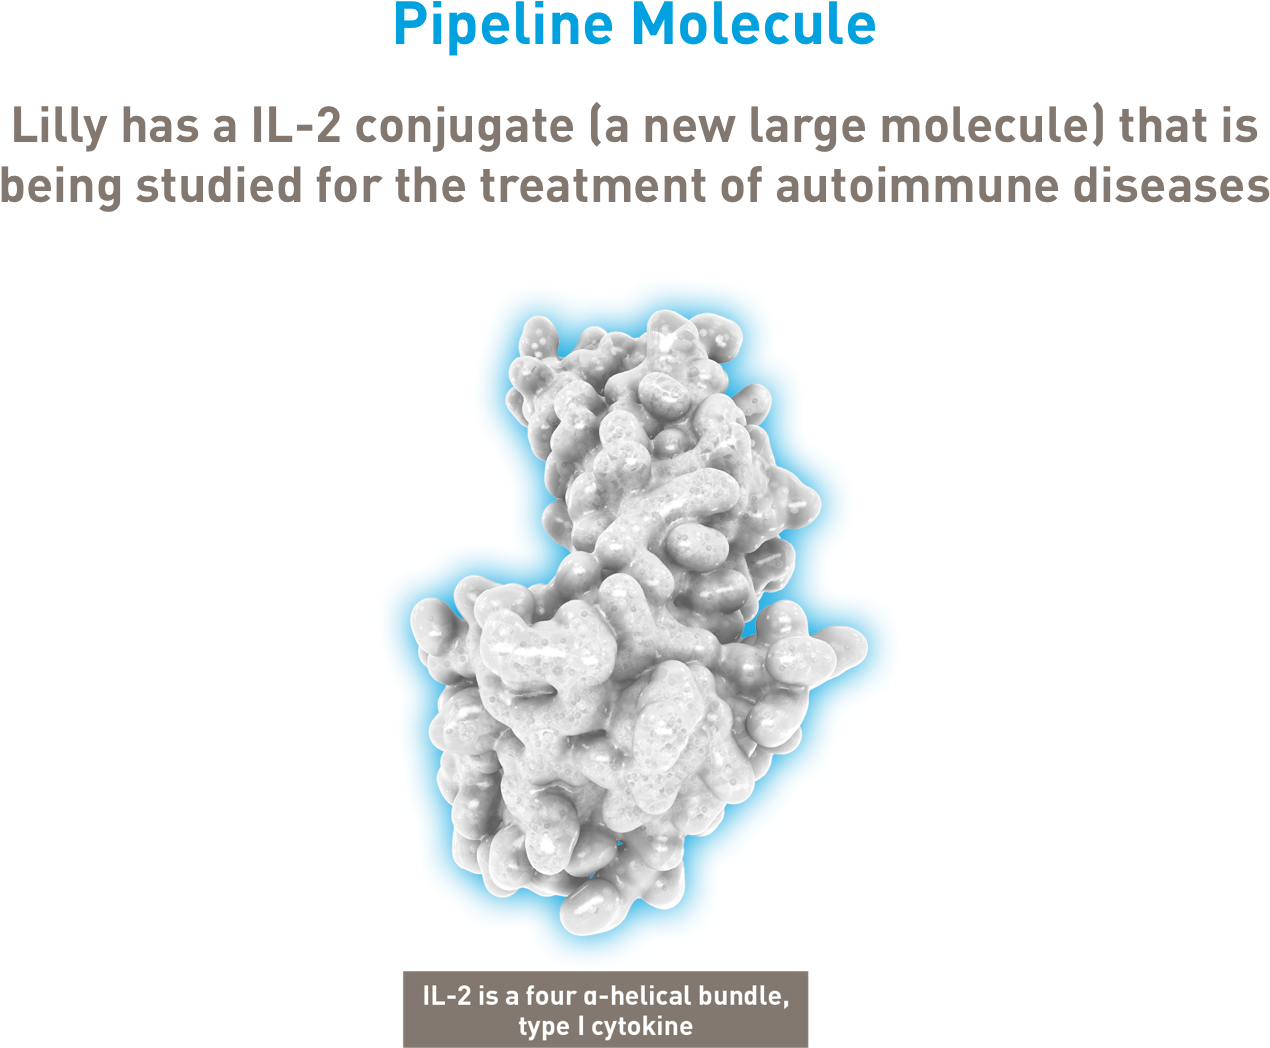 Pipeline Molecule
Lilly has a IL-2 conjugate (a new large molecule) that is
being studied for the treatment of autoimmune diseases
IL-2 is a four α-helical bundle,
type I cytokine